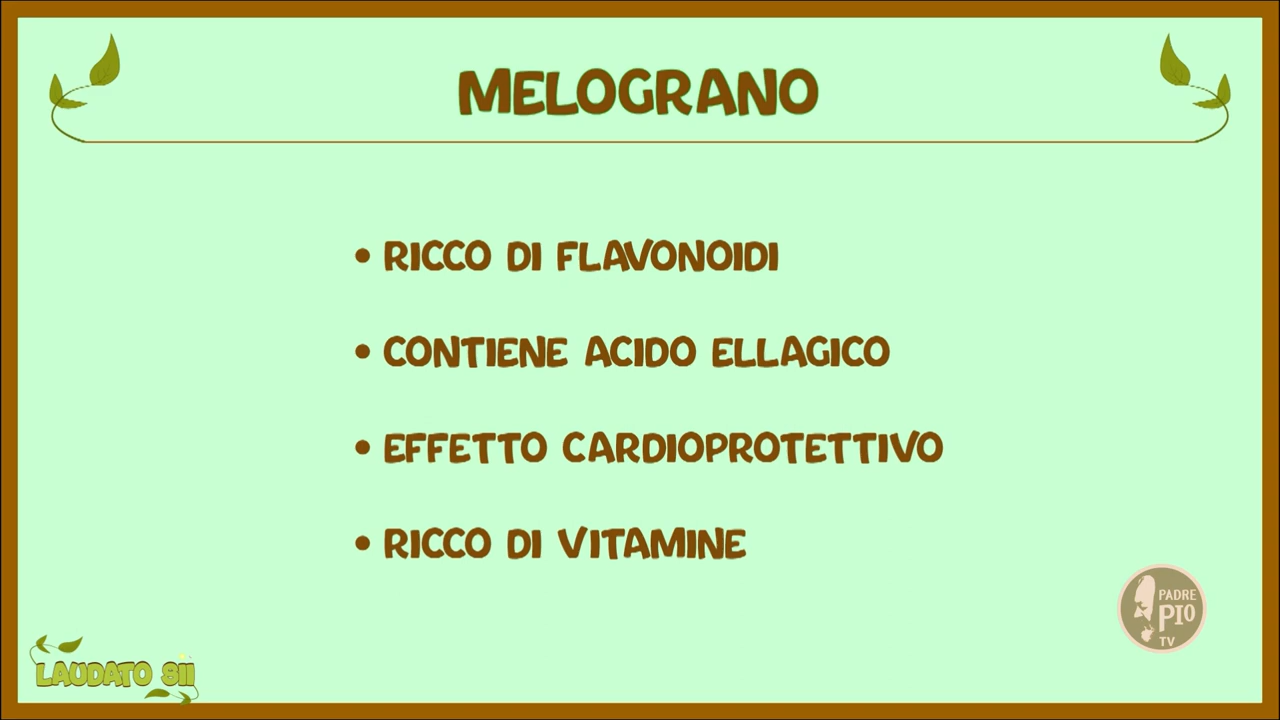 MELOGRANO
• RICCO DI FLAVONOIDI
• CONTIENE ACIDO ELLAGICO
• EFFETTO CARDIOPROTETTIVO
• RICCO DI VITAMINE
PADRE
PIO
TV
LAUDATO SII